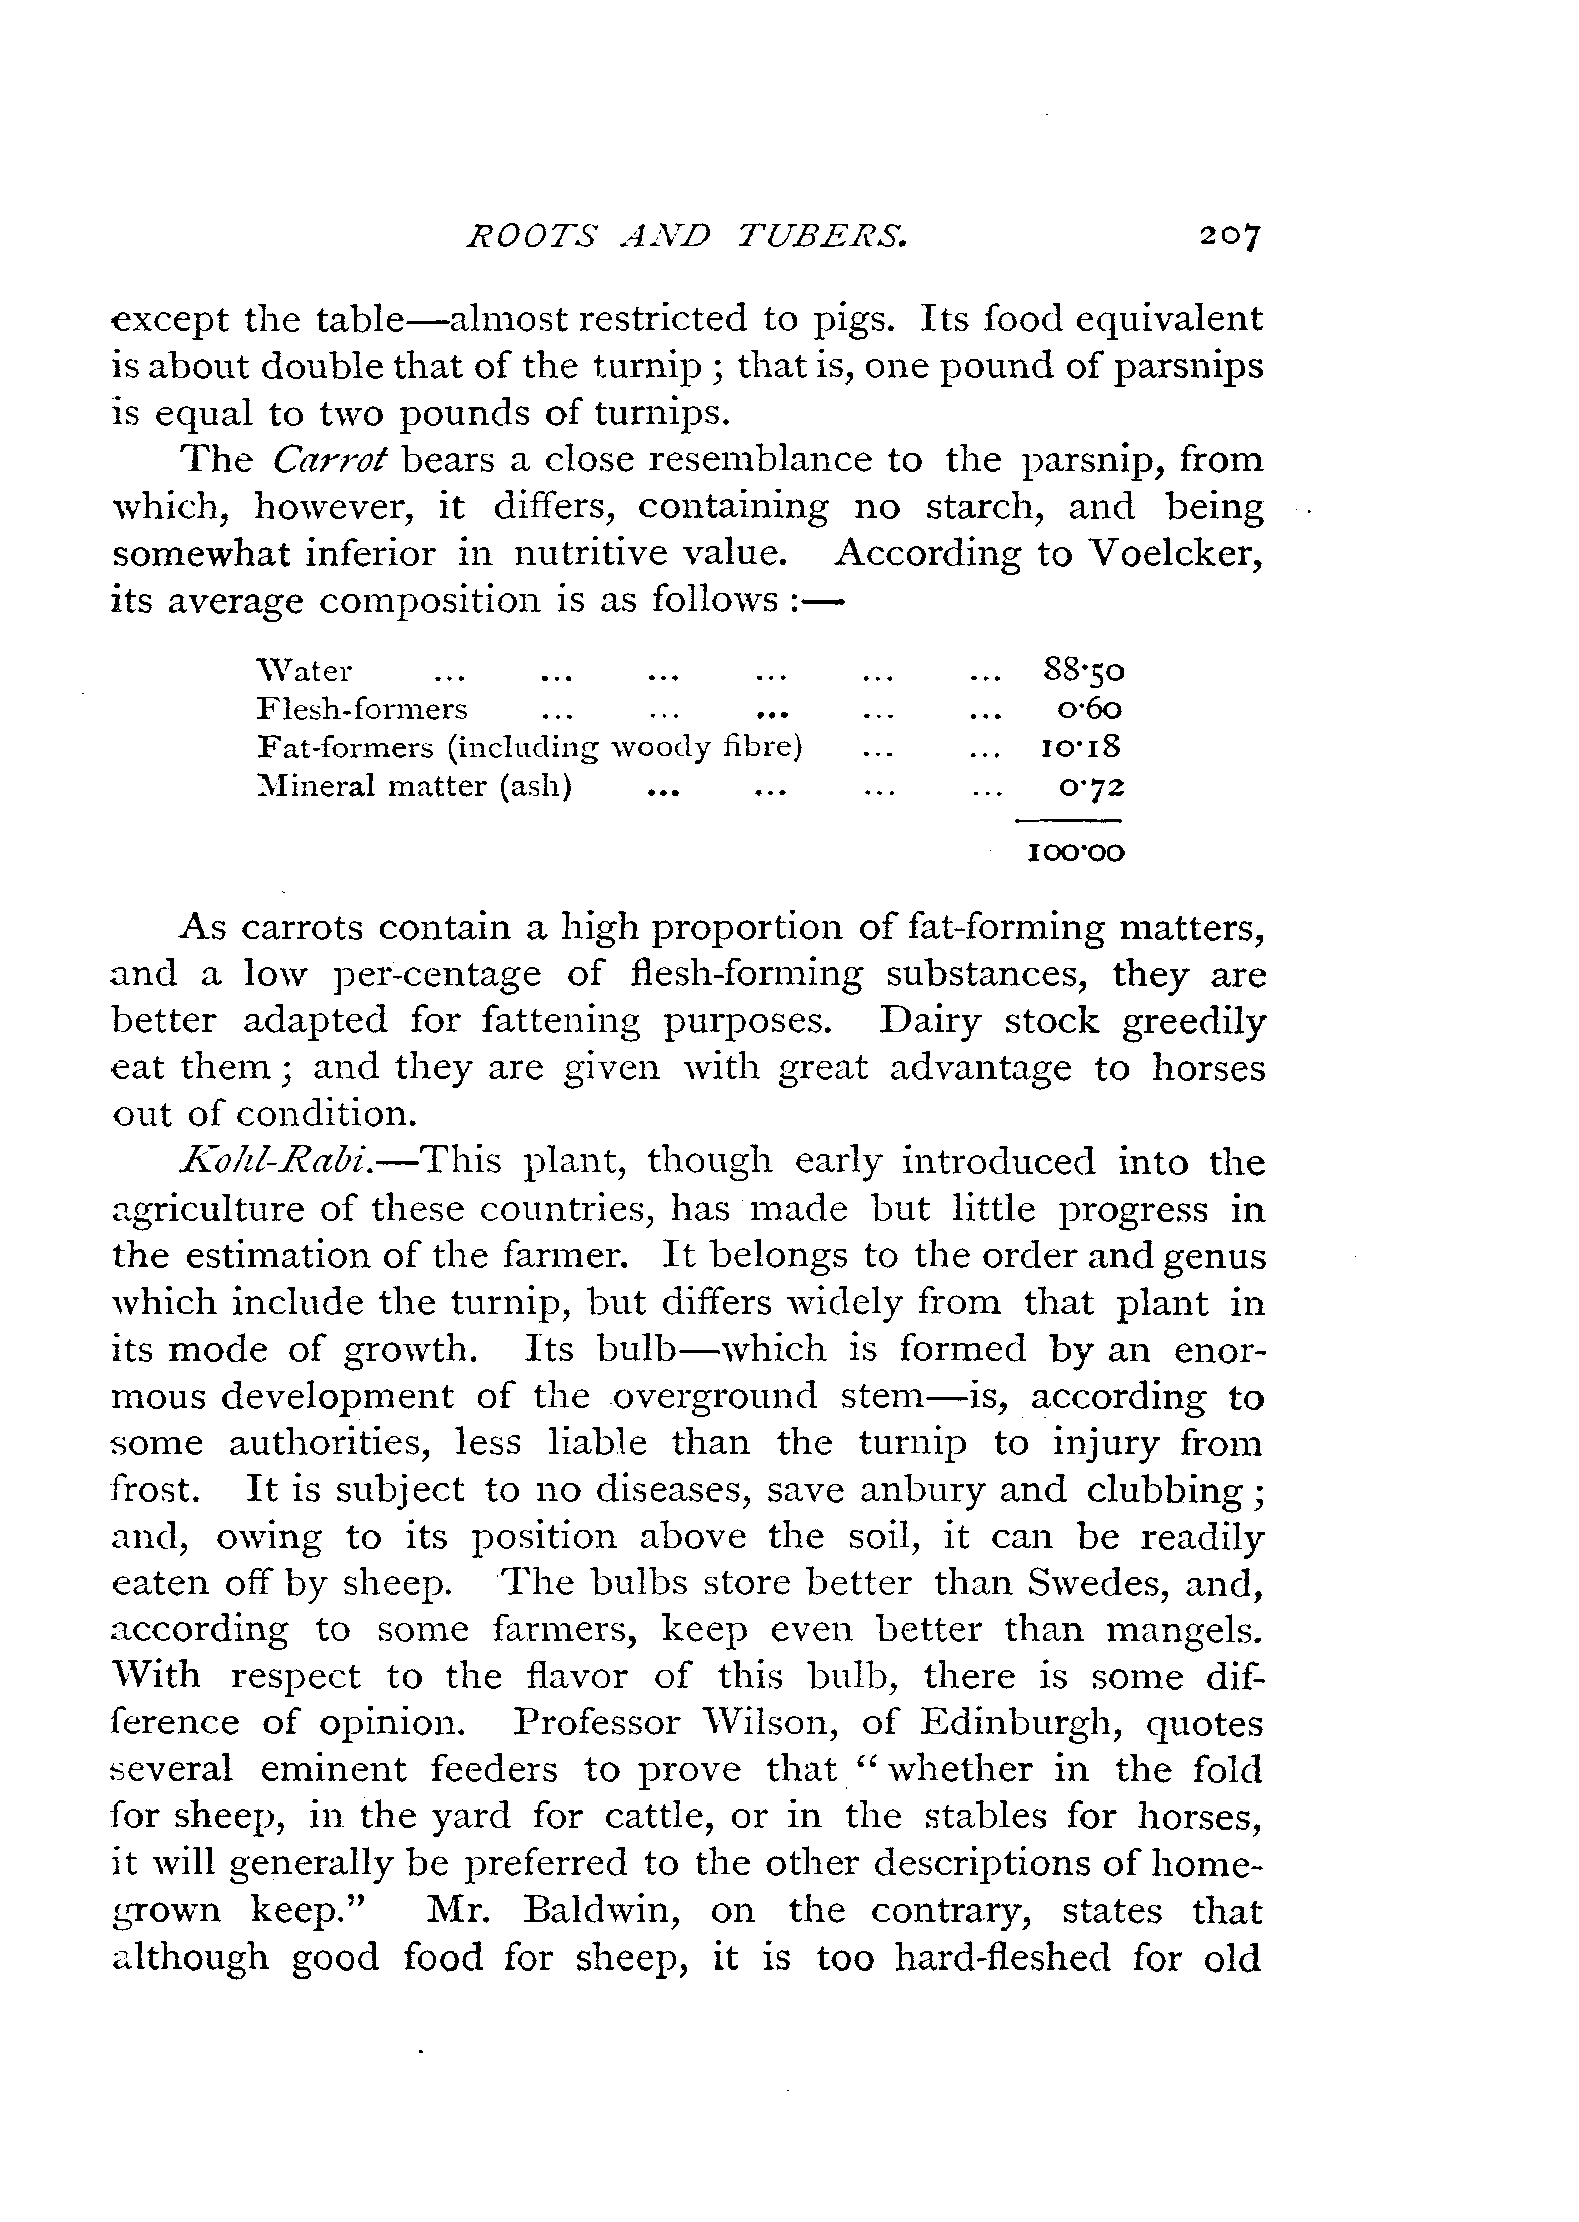 ROOTS AND TUBERS. 207
except the table—almost restricted to pigs. Its food equivalent
is about double that of the turnip ; that is, one pound of parsnips
is equal to two pounds of turnips.
The Carrot bears a close resemblance to the parsnip, from
which, however, it differs, containing no starch, and being
somewhat inferior in nutritive value. According to Voelcker,
its average composition is as follows :—
Water ... ... ... ... ... ... 88·50
Flesh-formers ... ... ... ... ... 0·60
Fat-formers (including woody fibre) ... ... 10·18
Mineral matter (ash) ... ... ... ... 0·72
100·00
As carrots contain a high proportion of fat-forming matters,
and a low per-centage of flesh-forming substances, they are
better adapted for fattening purposes. Dairy stock greedily
eat them ; and they are given with great advantage to horses
out of condition.
Kohl-Rabi.—This plant, though early introduced into the
agriculture of these countries, has made but little progress in
the estimation of the farmer. It belongs to the order and genus
which include the turnip, but differs widely from that plant in
its mode of growth. Its bulb—which is formed by an enor-
mous development of the overground stem—is, according to
some authorities, less liable than the turnip to injury from
frost. It is subject to no diseases, save anbury and clubbing ;
and, owing to its position above the soil, it can be readily
eaten off by sheep. The bulbs store better than Swedes, and,
according to some farmers, keep even better than mangels.
With respect to the flavor of this bulb, there is some dif-
ference of opinion. Professor Wilson, of Edinburgh, quotes
several eminent feeders to prove that “ whether in the fold
for sheep, in the yard for cattle, or in the stables for horses,
it will generally be preferred to the other descriptions of home-
grown keep.” Mr. Baldwin, on the contrary, states that
although good food for sheep, it is too hard-fleshed for old